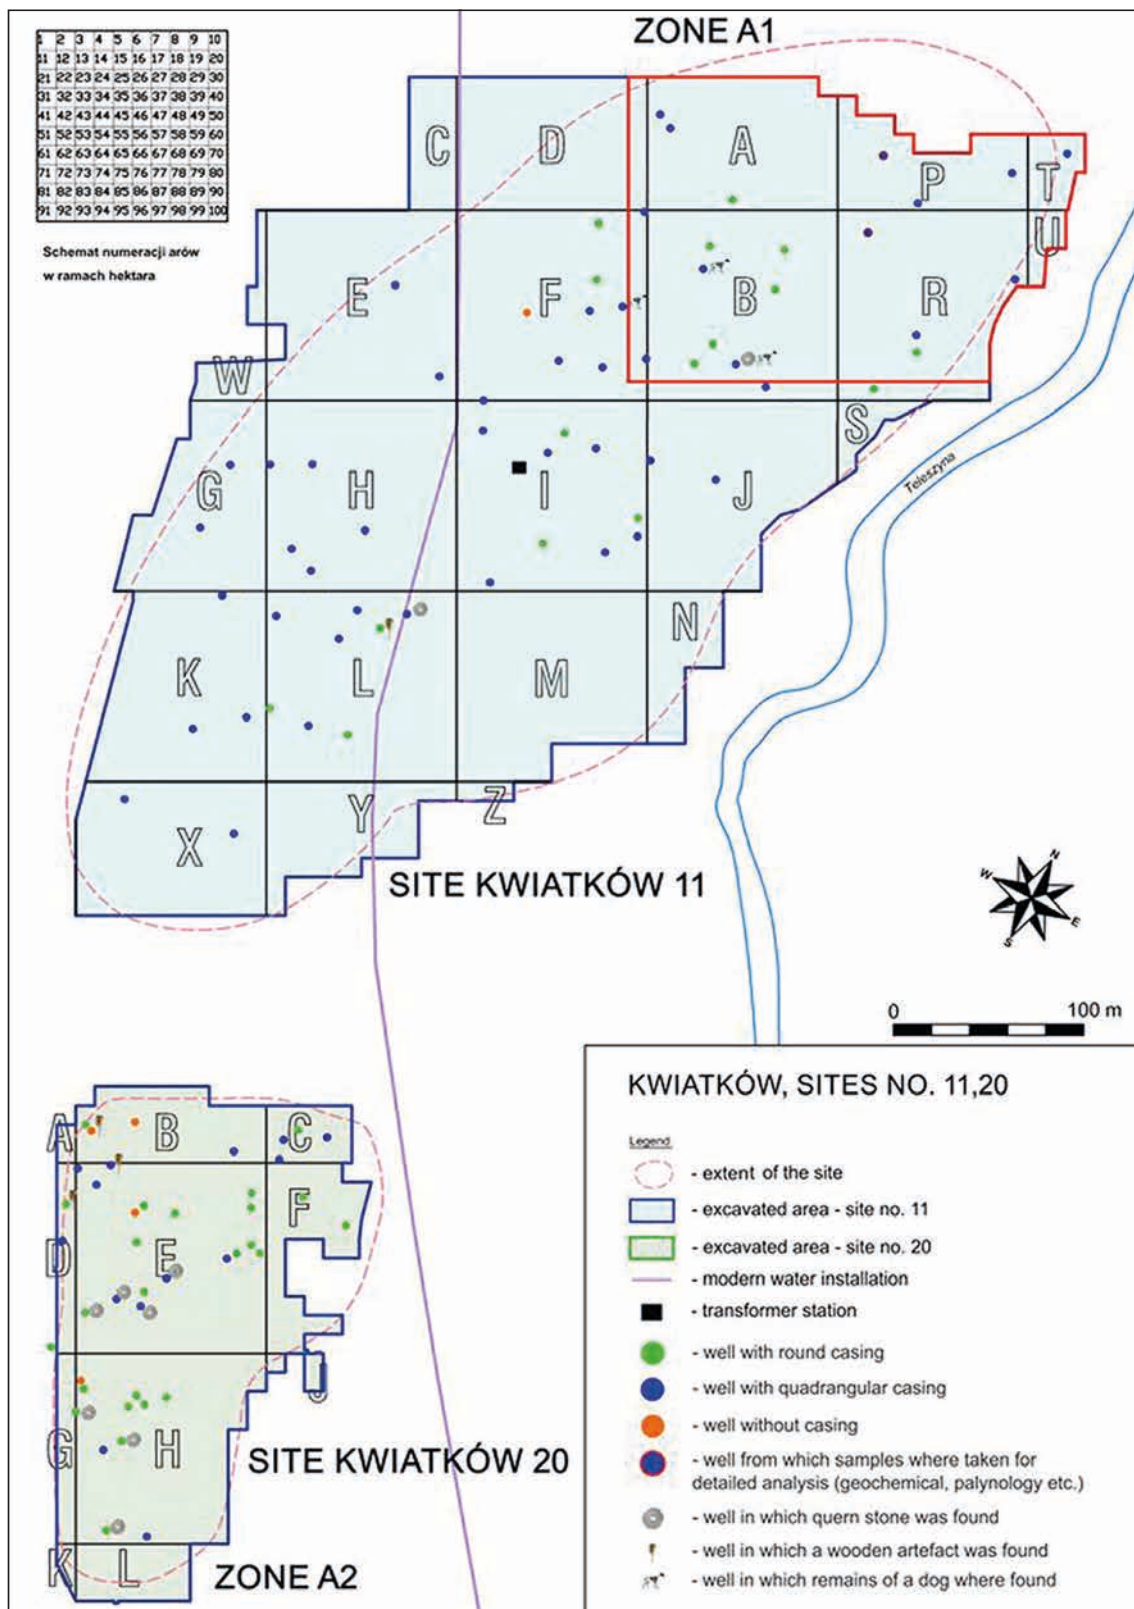 ZONE A1
1 2 3 4 5 6 7 8 9 10
11 12 13 14 15 16 17 18 19 20
21 22 23 24 25 26 27 28 29 30
31 32 33 34 35 36 37 38 39 40
41 42 43 44 45 46 47 48 49 50
51 52 53 54 55 56 57 58 59 60
61 62 63 64 65 66 67 68 69 70
71 72 73 74 75 76 77 78 79 80
81 82 83 84 85 86 87 88 89 90
91 92 93 94 95 96 97 98 99 100
Schemat numeracji arów
w ramach hektara
C D A P T
U
E F B R
W
S
G H I J
Teleszyna
K L M N
X Y Z
SITE KWIATKÓW 11
N
W
E
S
0 100 m
A B C
D E F
J
G H
SITE KWIATKÓW 20
K L
ZONE A2
KWIATKÓW, SITES NO. 11,20
Legend
- extent of the site
- excavated area - site no. 11
- excavated area - site no. 20
- modern water installation
- transformer station
- well with round casing
- well with quadrangular casing
- well without casing
- well from which samples where taken for
detailed analysis (geochemical, palynology etc.)
- well in which quern stone was found
- well in which a wooden artefact was found
- well in which remains of a dog where found